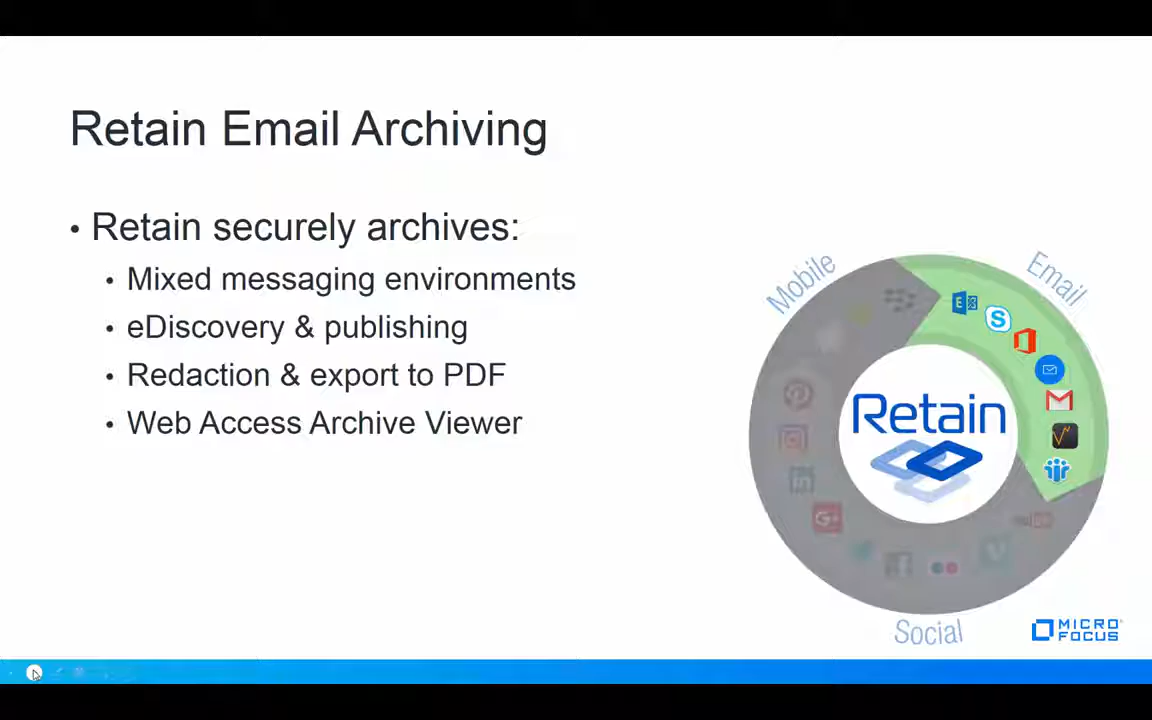 Retain Email Archiving
• Retain securely archives:
• Mixed messaging environments
• eDiscovery & publishing
• Redaction & export to PDF
• Web Access Archive Viewer
Mobile
Email
Retain
Social
MICRO
FOCUS